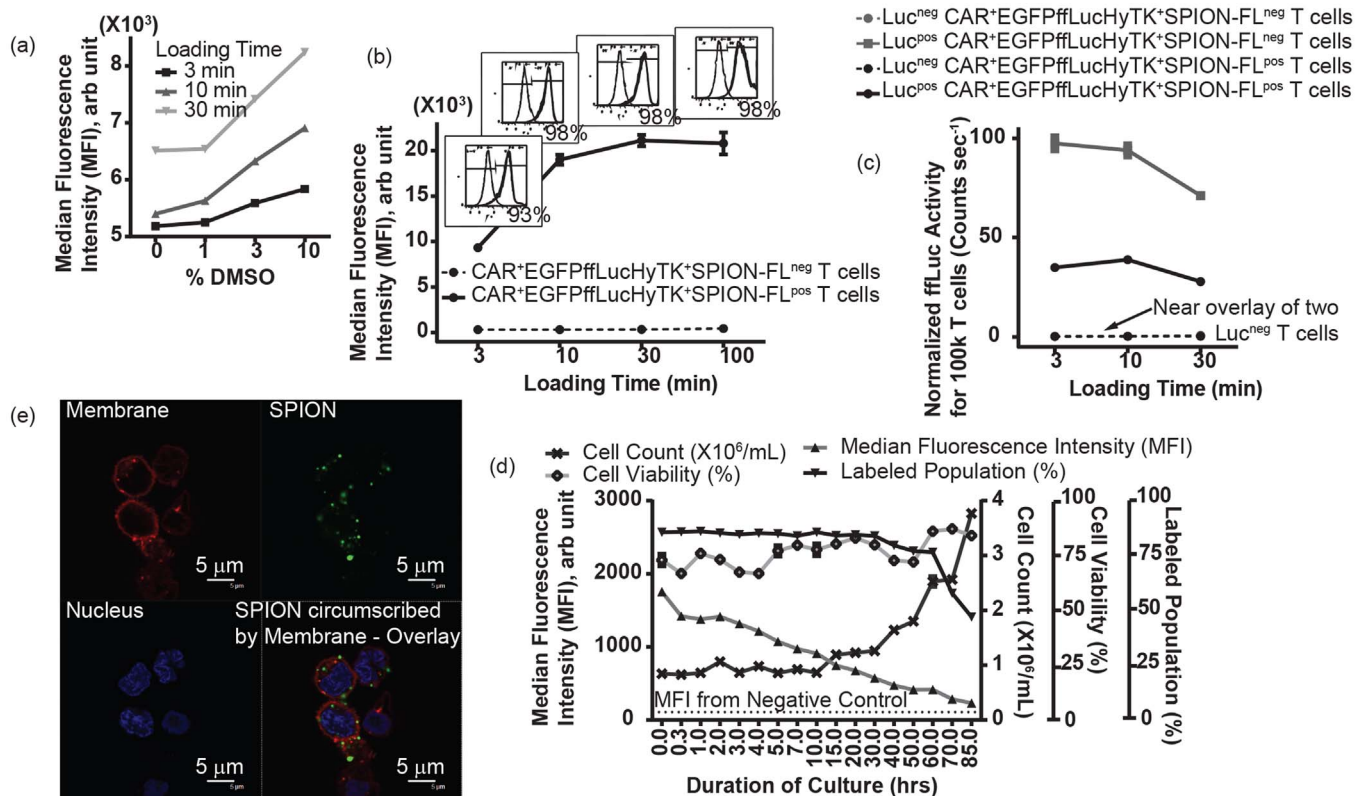 (a)
(X10³)
Loading Time
3 min
10 min
30 min
8
7
6
5
Median Fluorescence
Intensity (MFI), arb unit
0 1 3 10
% DMSO
(b)
(X10³)
93%
98%
98%
98%
20
15
10
5
0
Median Fluorescence
Intensity (MFI), arb unit
CAR⁺EGFPffLucHyTK⁺SPION-FLⁿᵉᵍ T cells
CAR⁺EGFPffLucHyTK⁺SPION-FLᵖᵒˢ T cells
3 10 30 100
Loading Time (min)
Lucⁿᵉᵍ CAR⁺EGFPffLucHyTK⁺SPION-FLⁿᵉᵍ T cells
Lucᵖᵒˢ CAR⁺EGFPffLucHyTK⁺SPION-FLⁿᵉᵍ T cells
Lucⁿᵉᵍ CAR⁺EGFPffLucHyTK⁺SPION-FLᵖᵒˢ T cells
Lucᵖᵒˢ CAR⁺EGFPffLucHyTK⁺SPION-FLᵖᵒˢ T cells
(c)
100
50
0
Normalized ffLuc Activity
for 100k T cells (Counts sec⁻¹)
Near overlay of two
Lucⁿᵉᵍ T cells
3 10 30
Loading Time (min)
(e)
Membrane
5 μm
5 μm
SPION
5 μm
5 μm
Nucleus
5 μm
5 μm
SPION circumscribed
by Membrane - Overlay
5 μm
5 μm
(d)
Cell Count (X10⁶/mL)
Cell Viability (%)
Median Fluorescence Intensity (MFI)
Labeled Population (%)
3000
2000
1000
0
Median Fluorescence
Intensity (MFI), arb unit
MFI from Negative Control
4
3
2
1
0
Cell Count (X10⁶/mL)
100
75
50
25
0
Cell Viability
(%)
100
75
50
25
0
Labeled Population (%)
0.0 0.3 1.0 2.0 3.0 4.0 5.0 7.0 10.0 15.0 20.0 30.0 40.0 50.0 60.0 70.0 85.0
Duration of Culture (hrs)